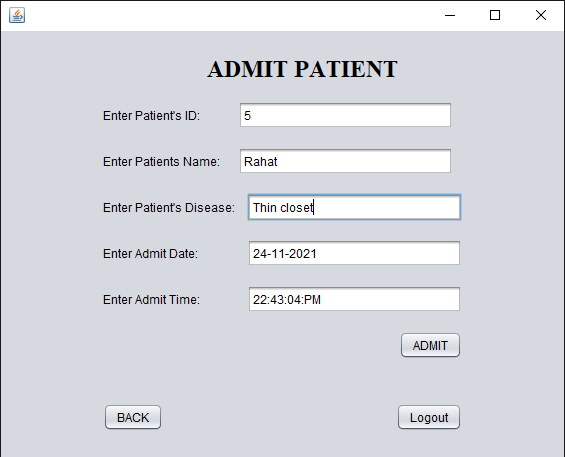 ADMIT PATIENT
Enter Patient's ID: 5
Enter Patients Name: Rahat
Enter Patient's Disease: Thin closet
Enter Admit Date: 24-11-2021
Enter Admit Time: 22:43:04:PM
ADMIT
BACK Logout